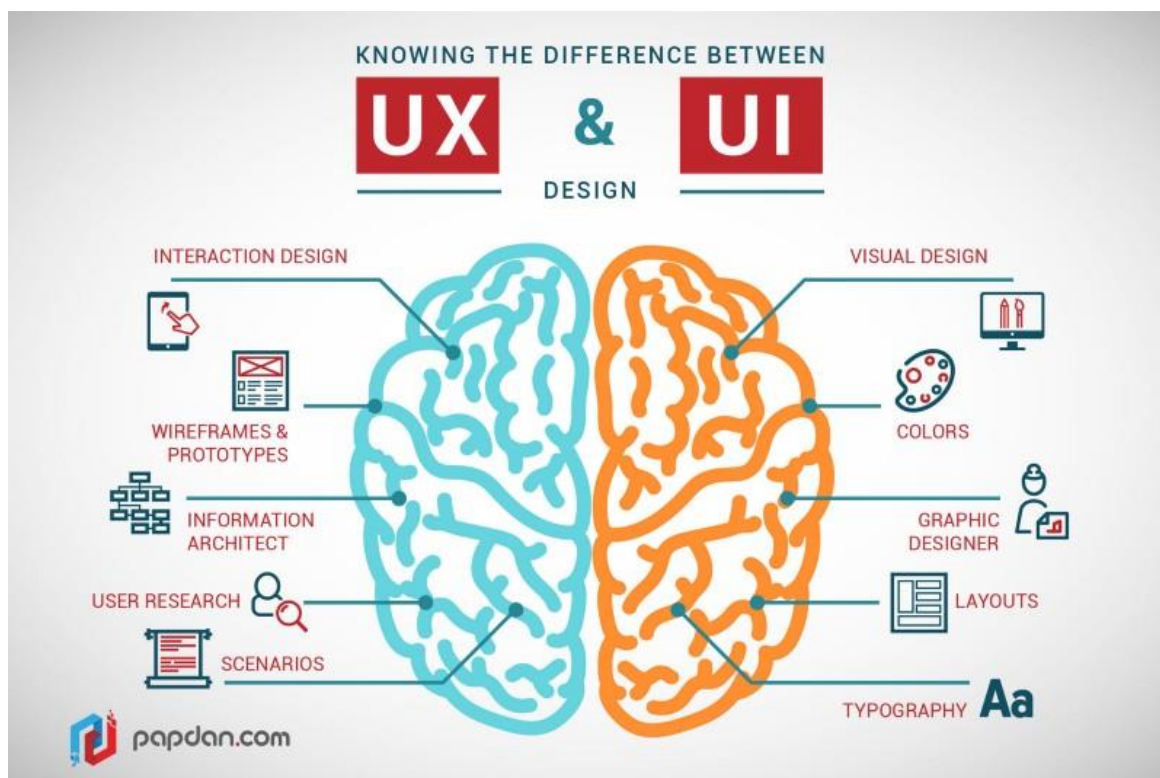 KNOWING THE DIFFERENCE BETWEEN
UX & UI
DESIGN
INTERACTION DESIGN
WIREFRAMES &
PROTOTYPES
INFORMATION
ARCHITECT
USER RESEARCH
SCENARIOS
VISUAL DESIGN
COLORS
GRAPHIC
DESIGNER
LAYOUTS
TYPOGRAPHY Aa
papdan.com